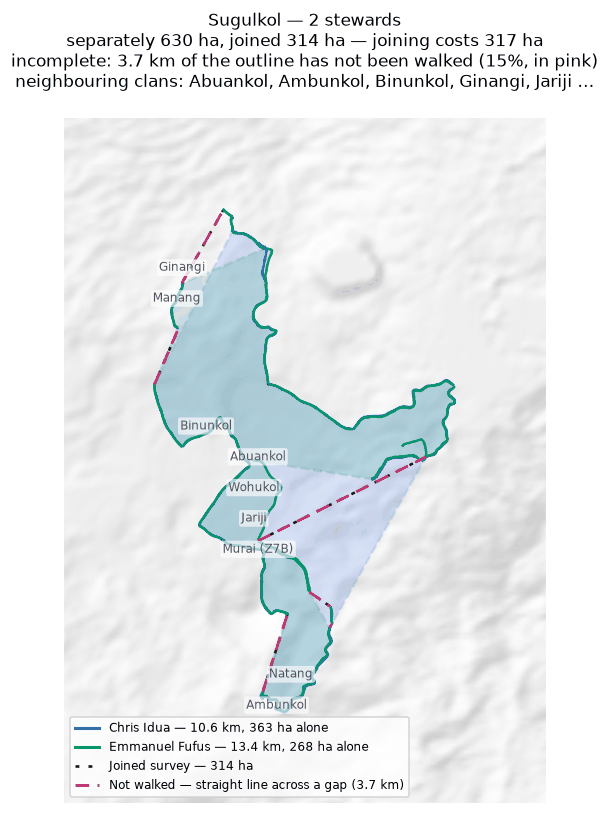 Sugulkol — 2 stewards
separately 630 ha, joined 314 ha — joining costs 317 ha
incomplete: 3.7 km of the outline has not been walked (15%, in pink)
neighbouring clans: Abuankol, Ambunkol, Binunkol, Ginangi, Jariji ...
Ginangi
Manang
Binunkol
Abuankol
Wohukol
Jariji
Murai (Z7B)
Natang
Ambunkol
Chris Idua — 10.6 km, 363 ha alone
Emmanuel Fufus — 13.4 km, 268 ha alone
Joined survey — 314 ha
Not walked — straight line across a gap (3.7 km)